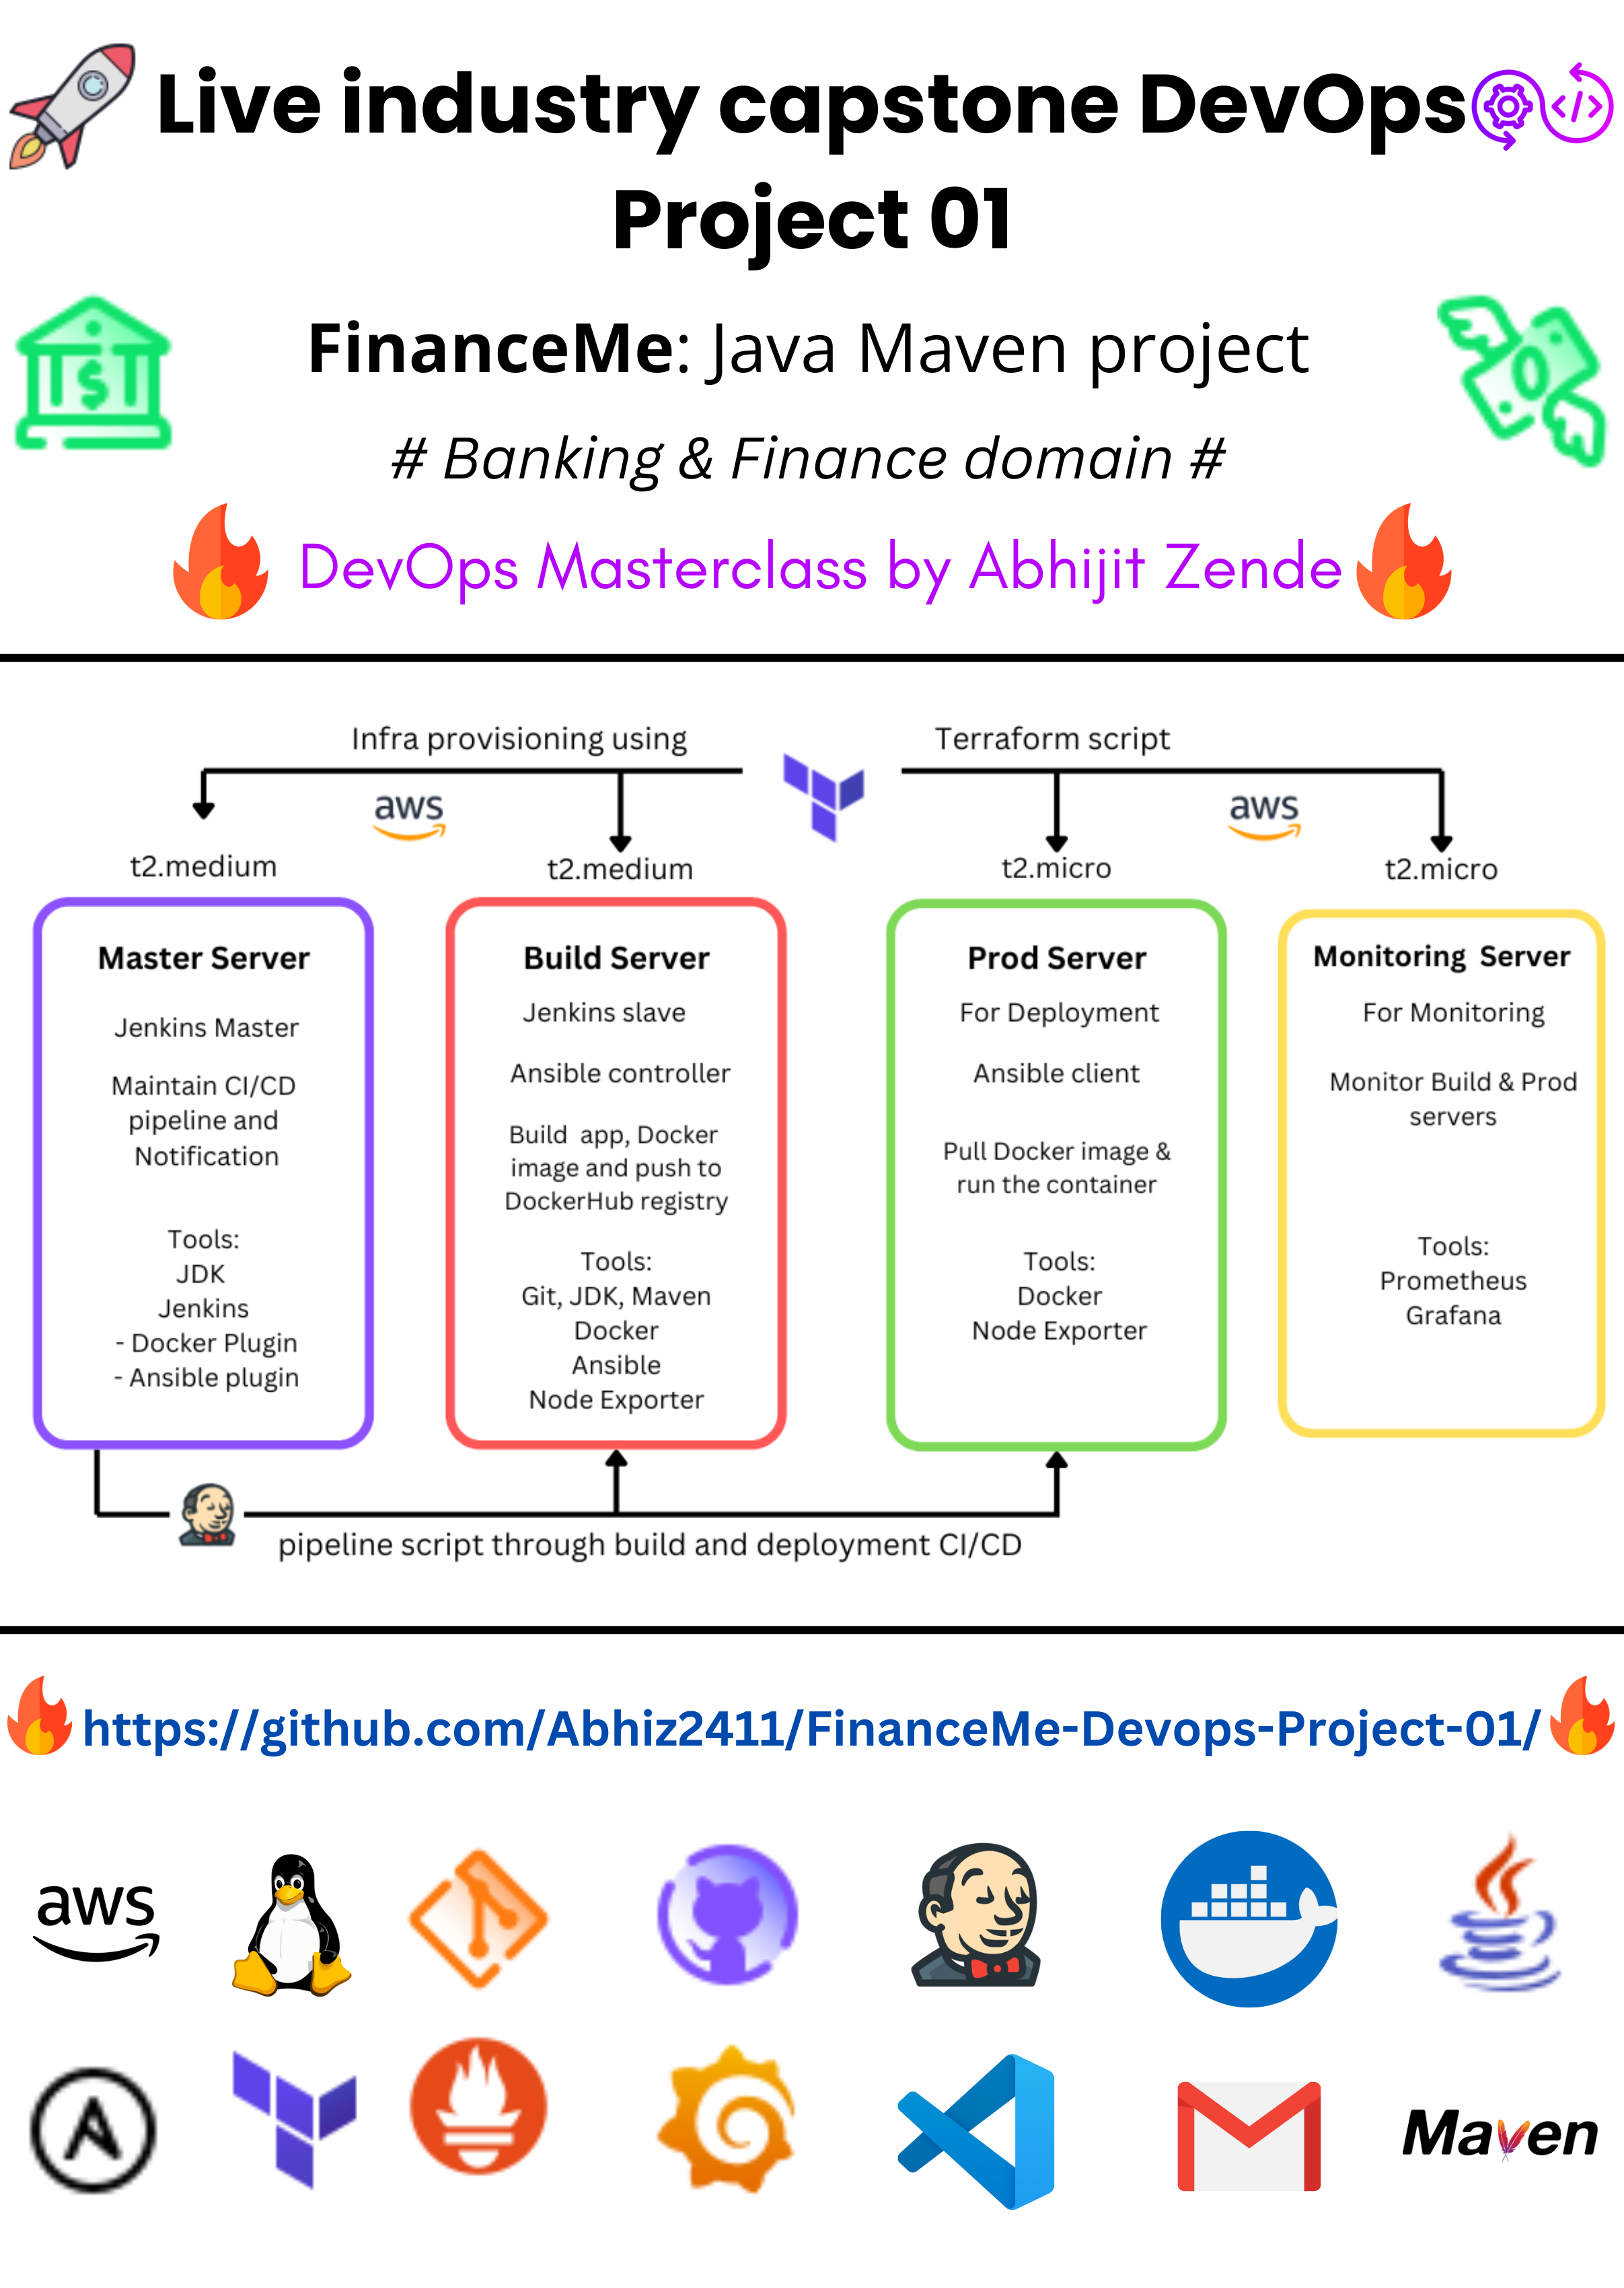 Live industry capstone DevOps
Project 01
FinanceMe: Java Maven project
# Banking & Finance domain #
DevOps Masterclass by Abhijit Zende
Infra provisioning using
Terraform script
aws
aws
t2.medium
t2.medium
t2.micro
t2.micro
Master Server
Jenkins Master
Maintain CI/CD
pipeline and
Notification
Tools:
JDK
Jenkins
- Docker Plugin
- Ansible plugin
Build Server
Jenkins slave
Ansible controller
Build app, Docker
image and push to
DockerHub registry
Tools:
Git, JDK, Maven
Docker
Ansible
Node Exporter
Prod Server
For Deployment
Ansible client
Pull Docker image &
run the container
Tools:
Docker
Node Exporter
Monitoring Server
For Monitoring
Monitor Build & Prod
servers
Tools:
Prometheus
Grafana
pipeline script through build and deployment CI/CD
https://github.com/Abhiz2411/FinanceMe-Devops-Project-01/
aws
Maven